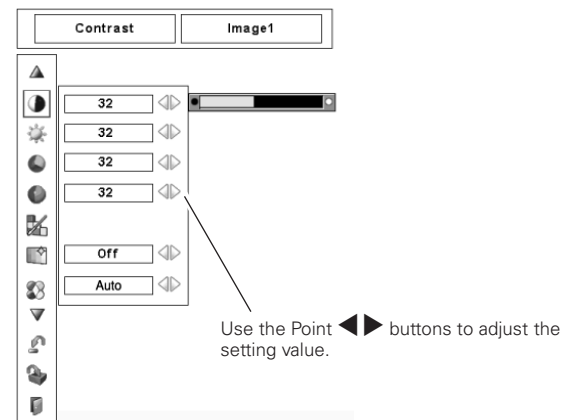 Contrast Image1
32
32
32
32
Off
Auto
Use the Point ◀▶ buttons to adjust the
setting value.